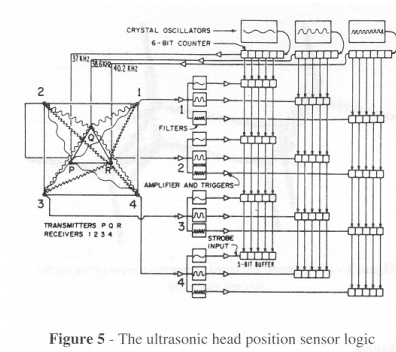 CRYSTAL OSCILLATORS
6-BIT COUNTER
37 KHZ
38.6 KHZ
40.2 KHZ
2
1
Q
P
R
3
4
1
FILTERS
2
AMPLIFIER AND TRIGGERS
3
STROBE
INPUT
5-BIT BUFFER
4
TRANSMITTERS P Q R
RECEIVERS 1 2 3 4
Figure 5 - The ultrasonic head position sensor logic